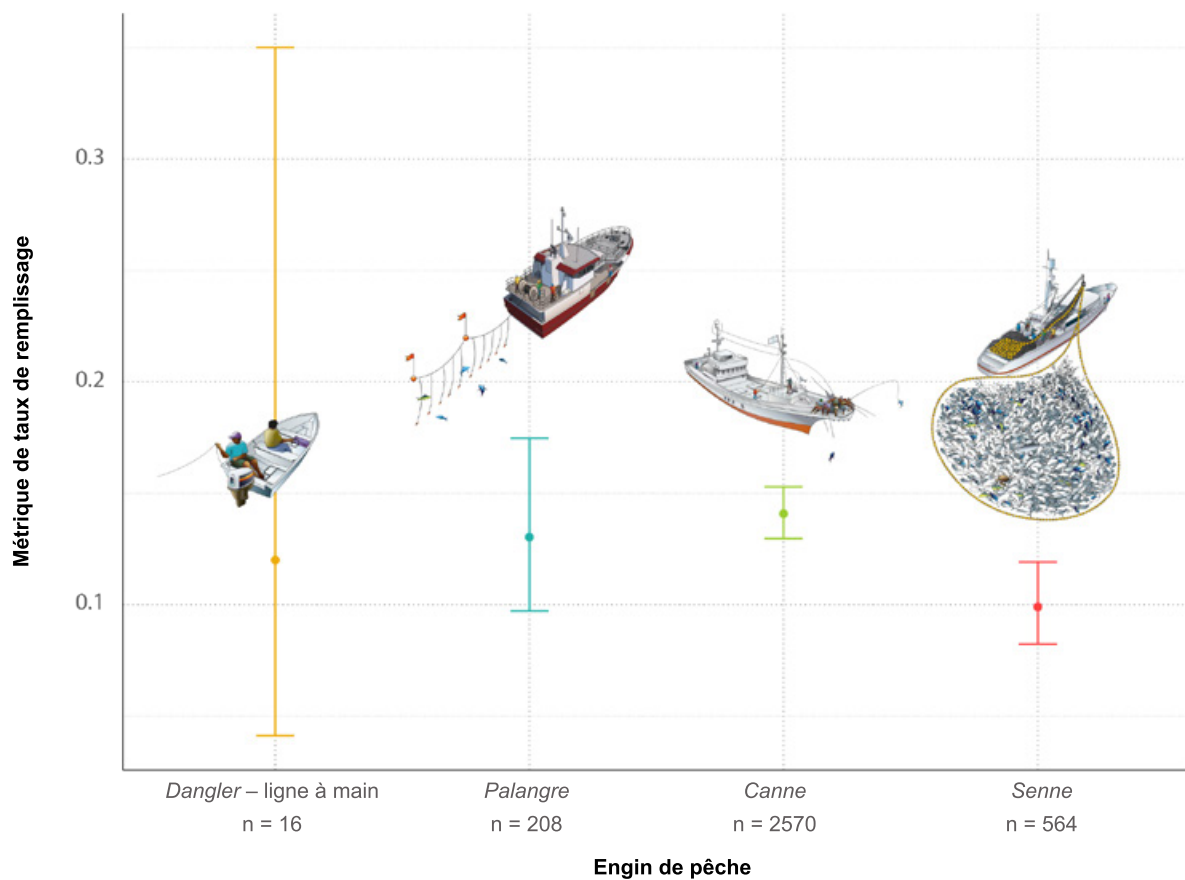 Métrique de taux de remplissage
0.3
0.2
0.1
Dangler – ligne à main
n = 16
Palangre
n = 208
Canne
n = 2570
Senne
n = 564
Engin de pêche